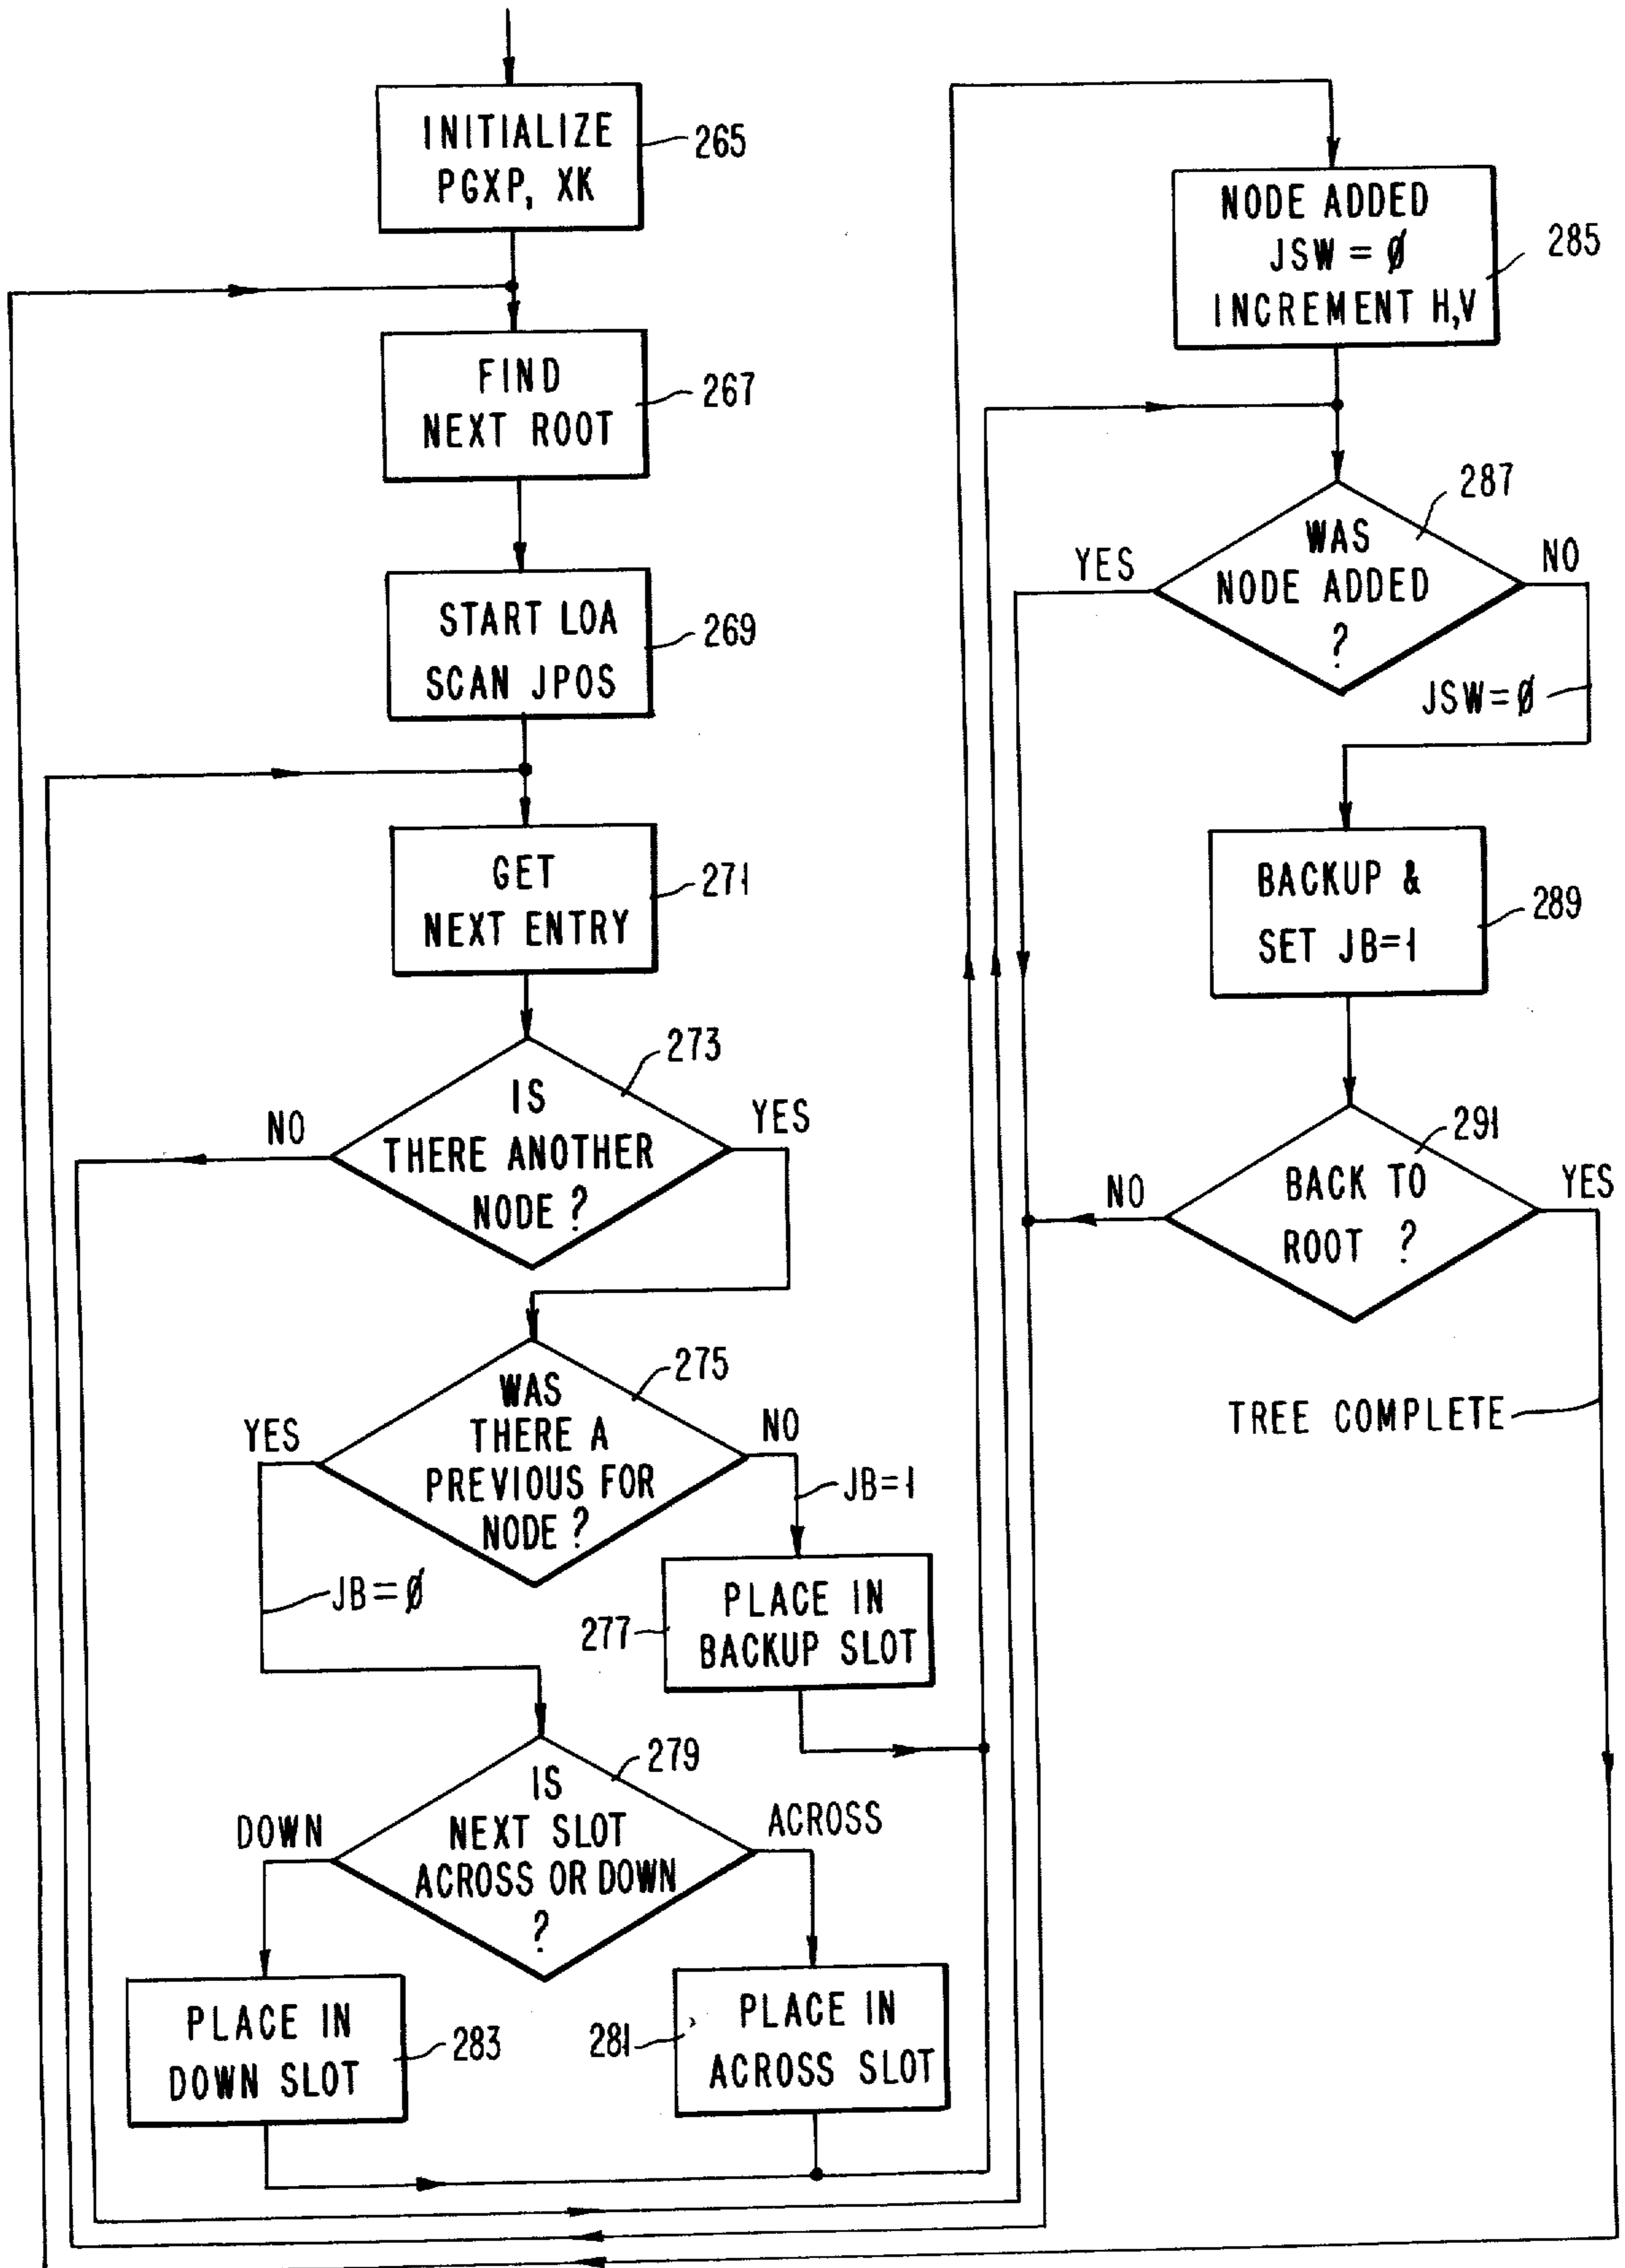 INITIALIZE
PGXP, XK
265
FIND
NEXT ROOT
267
START LOA
SCAN JPOS
269
GET
NEXT ENTRY
271
IS
THERE ANOTHER
NODE ?
273
NO
YES
WAS
THERE A
PREVIOUS FOR
NODE ?
275
YES
NO
JB=1
JB=Ø
PLACE IN
BACKUP SLOT
277
IS
NEXT SLOT
ACROSS OR DOWN
?
279
DOWN
ACROSS
PLACE IN
DOWN SLOT
283
PLACE IN
ACROSS SLOT
281
NODE ADDED
JSW = Ø
INCREMENT H,V
285
WAS
NODE ADDED
?
287
YES
NO
JSW=Ø
BACKUP &
SET JB=1
289
BACK TO
ROOT ?
291
NO
YES
TREE COMPLETE